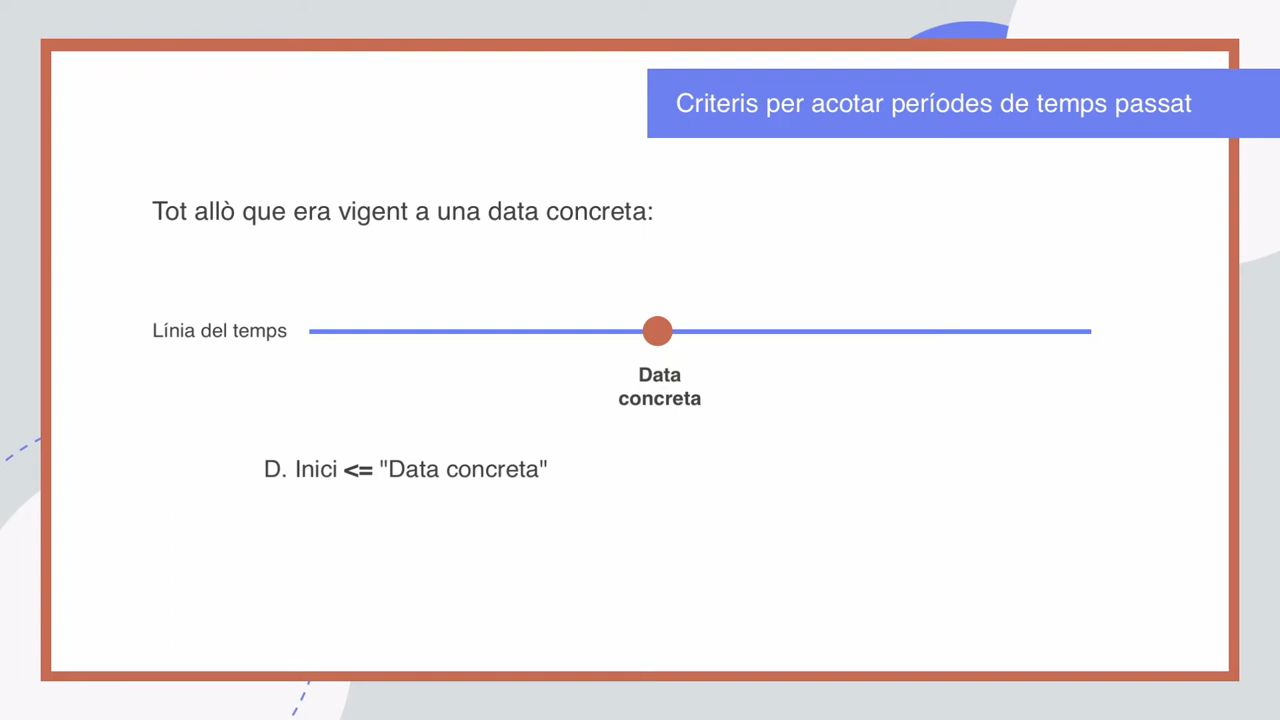 Criteris per acotar períodes de temps passat
Tot allò que era vigent a una data concreta:
Línia del temps
Data
concreta
D. Inici <= "Data concreta"